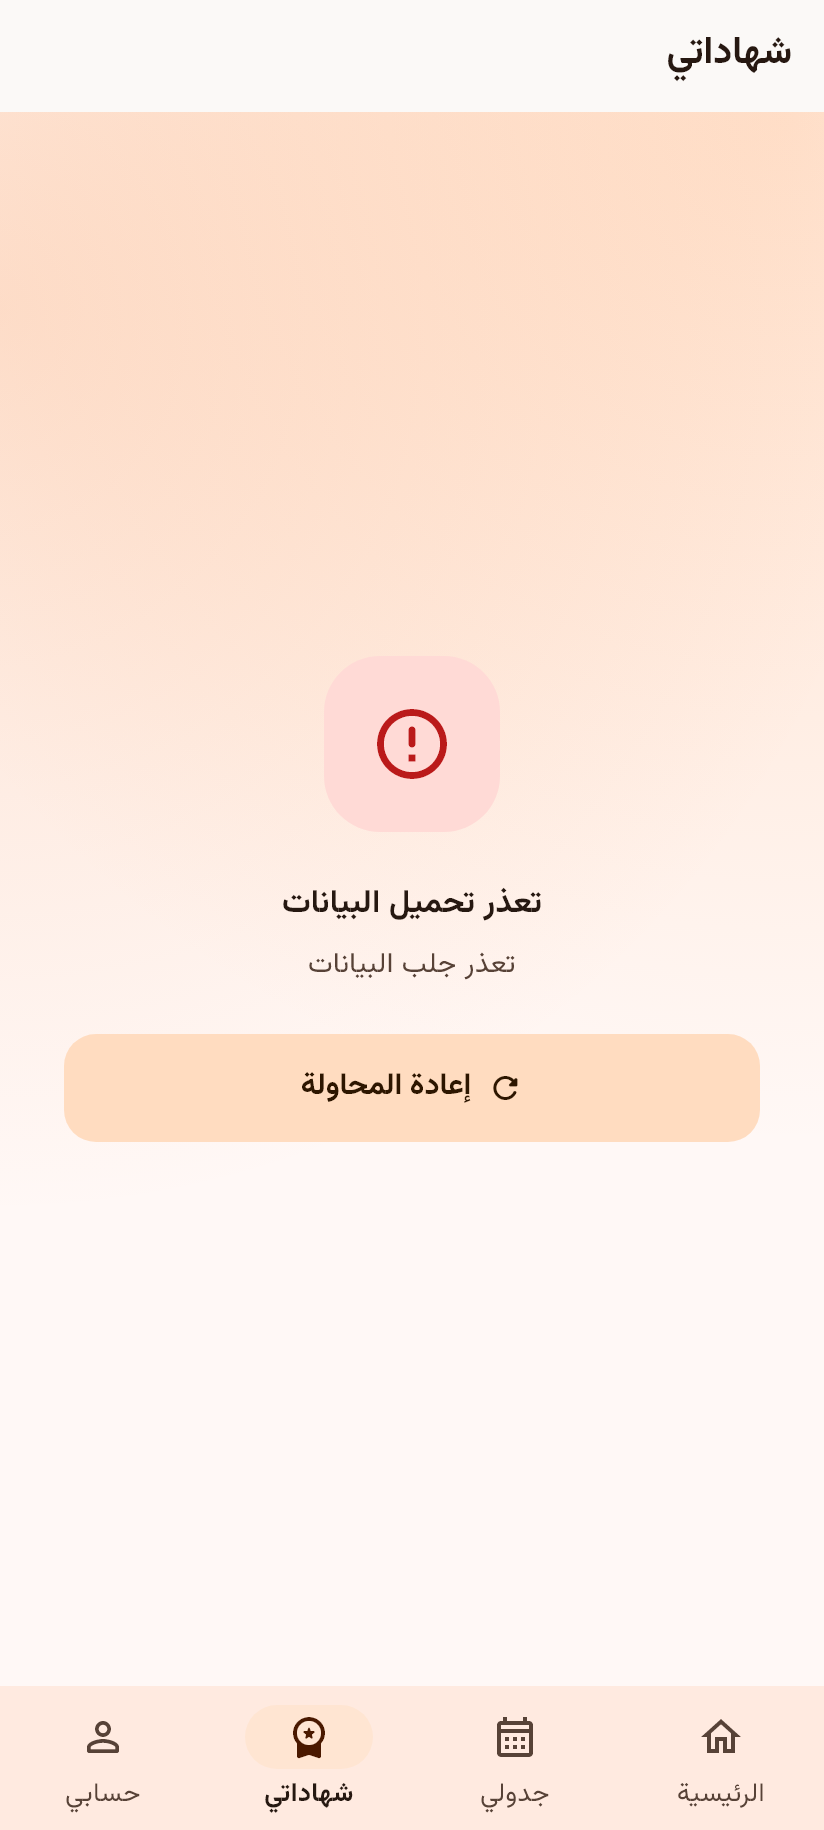 شهاداتي
تعذر تحميل البيانات
تعذر جلب البيانات
إعادة المحاولة
الرئيسية
جدولي
شهاداتي
حسابي